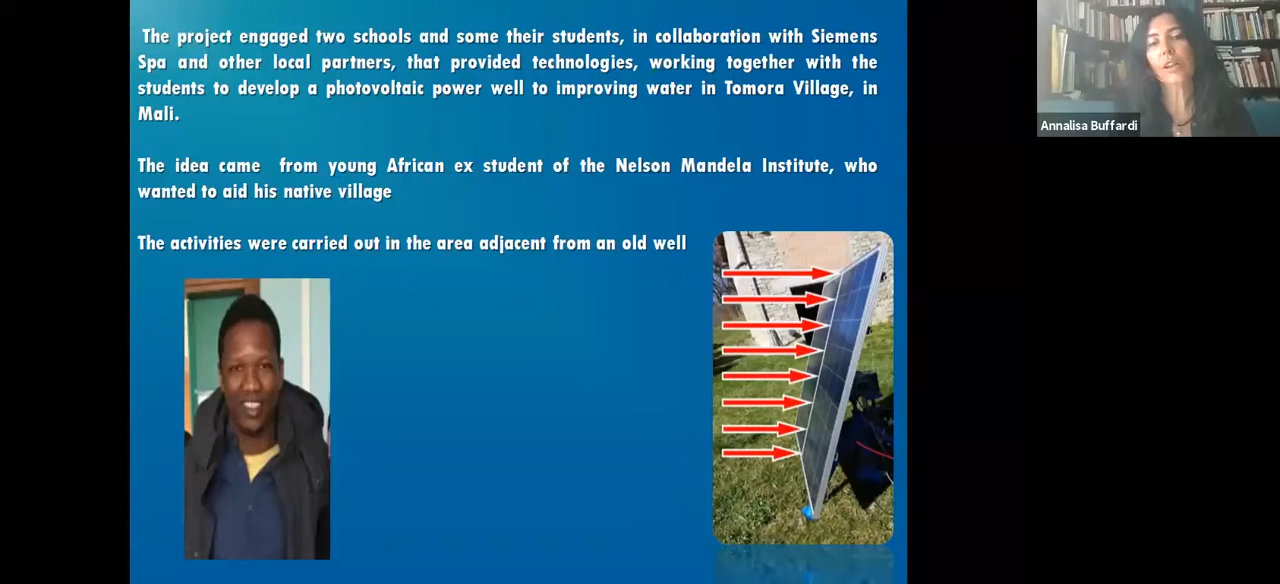 The project engaged two schools and some their students, in collaboration with Siemens
Spa and other local partners, that provided technologies, working together with the
students to develop a photovoltaic power well to improving water in Tomora Village, in
Mali.
The idea came from young African ex student of the Nelson Mandela Institute, who
wanted to aid his native village
The activities were carried out in the area adjacent from an old well
Annalisa Buffardi